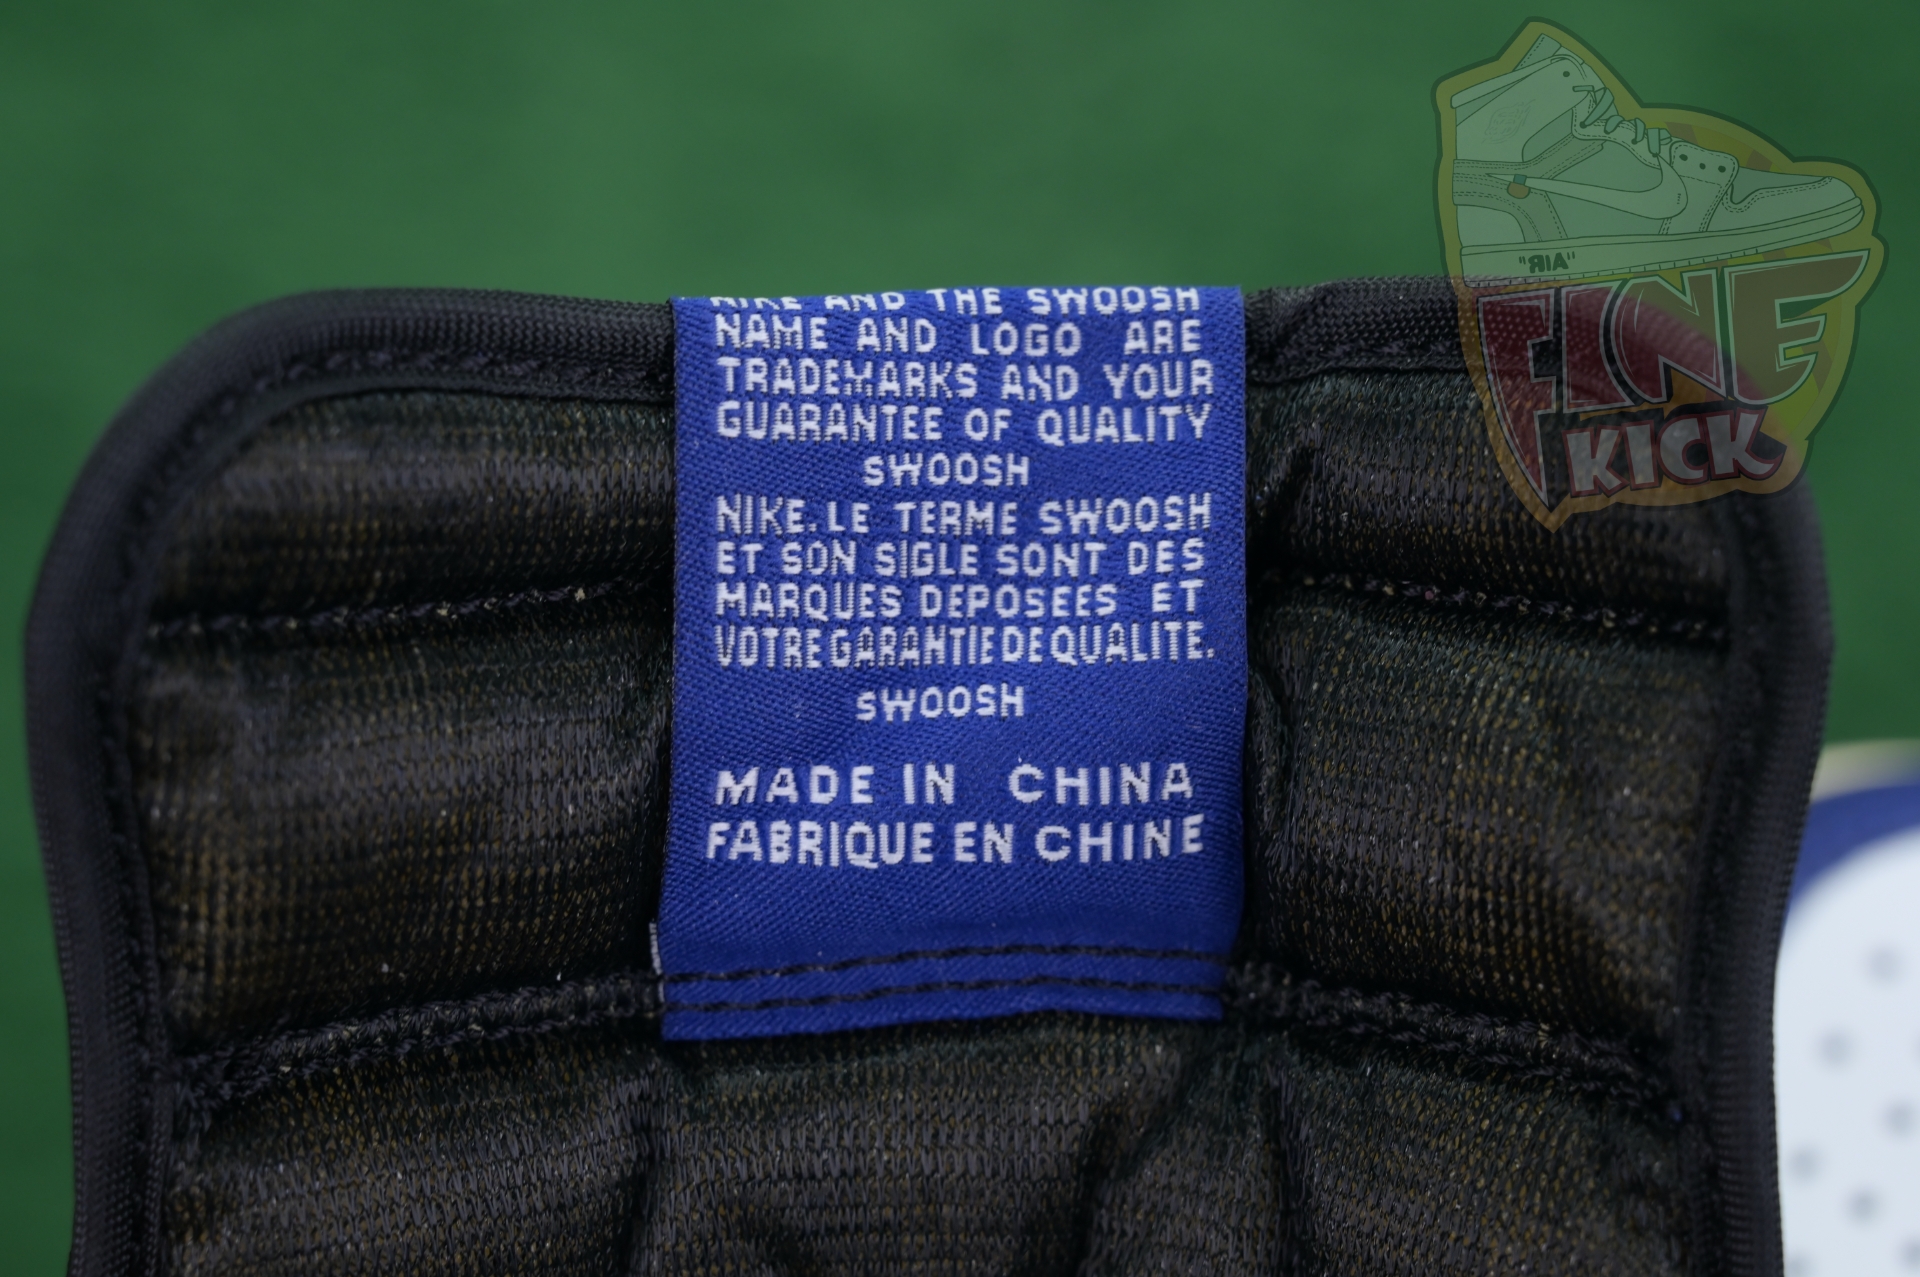 NIKE AND THE SWOOSH
NAME AND LOGO ARE
TRADEMARKS AND YOUR
GUARANTEE OF QUALITY
SWOOSH
NIKE.LE TERME SWOOSH
ET SON SIGLE SONT DES
MARQUES DEPOSEES ET
VOTRE GARANTIE DE QUALITE.
SWOOSH
MADE IN CHINA
FABRIQUE EN CHINE
"AIR"
FINE
KICK